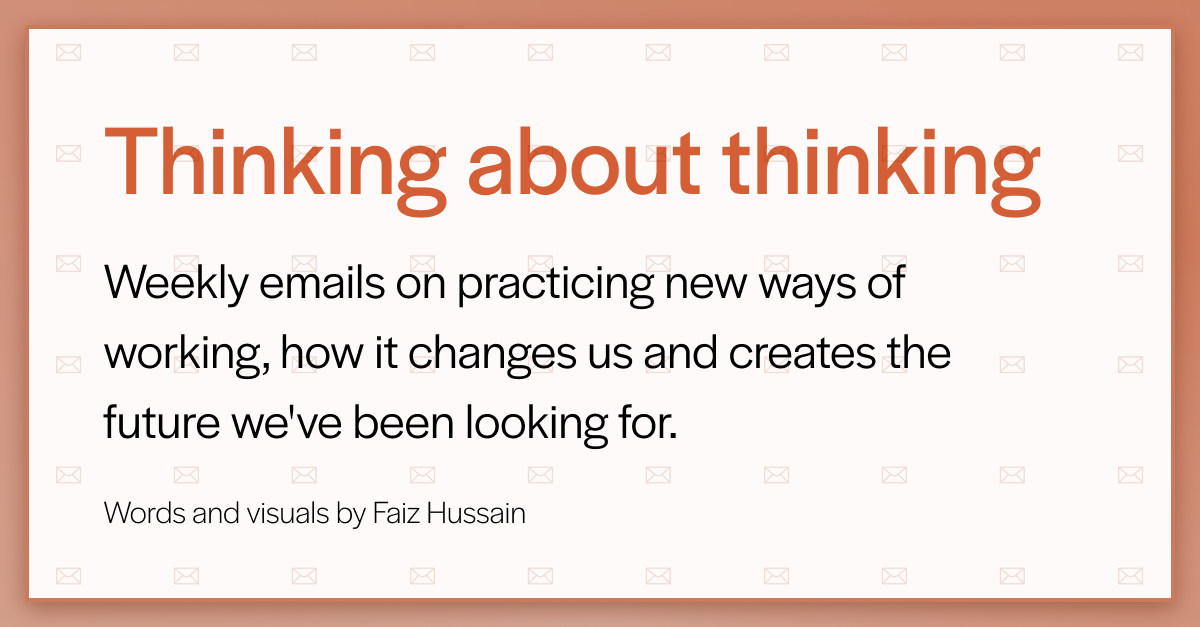 Thinking about thinking
Weekly emails on practicing new ways of
working, how it changes us and creates the
future we've been looking for.
Words and visuals by Faiz Hussain